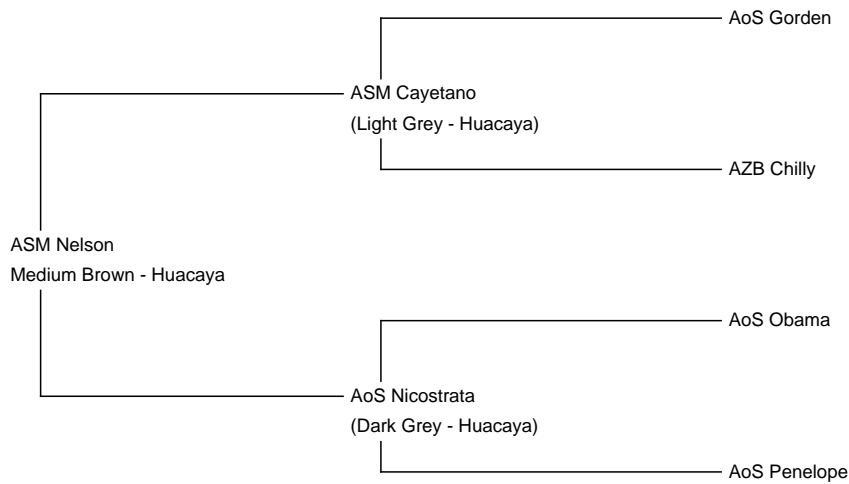 AoS Gorden
ASM Cayetano
(Light Grey - Huacaya)
AZB Chilly
ASM Nelson
Medium Brown - Huacaya
AoS Obama
AoS Nicostrata
(Dark Grey - Huacaya)
AoS Penelope